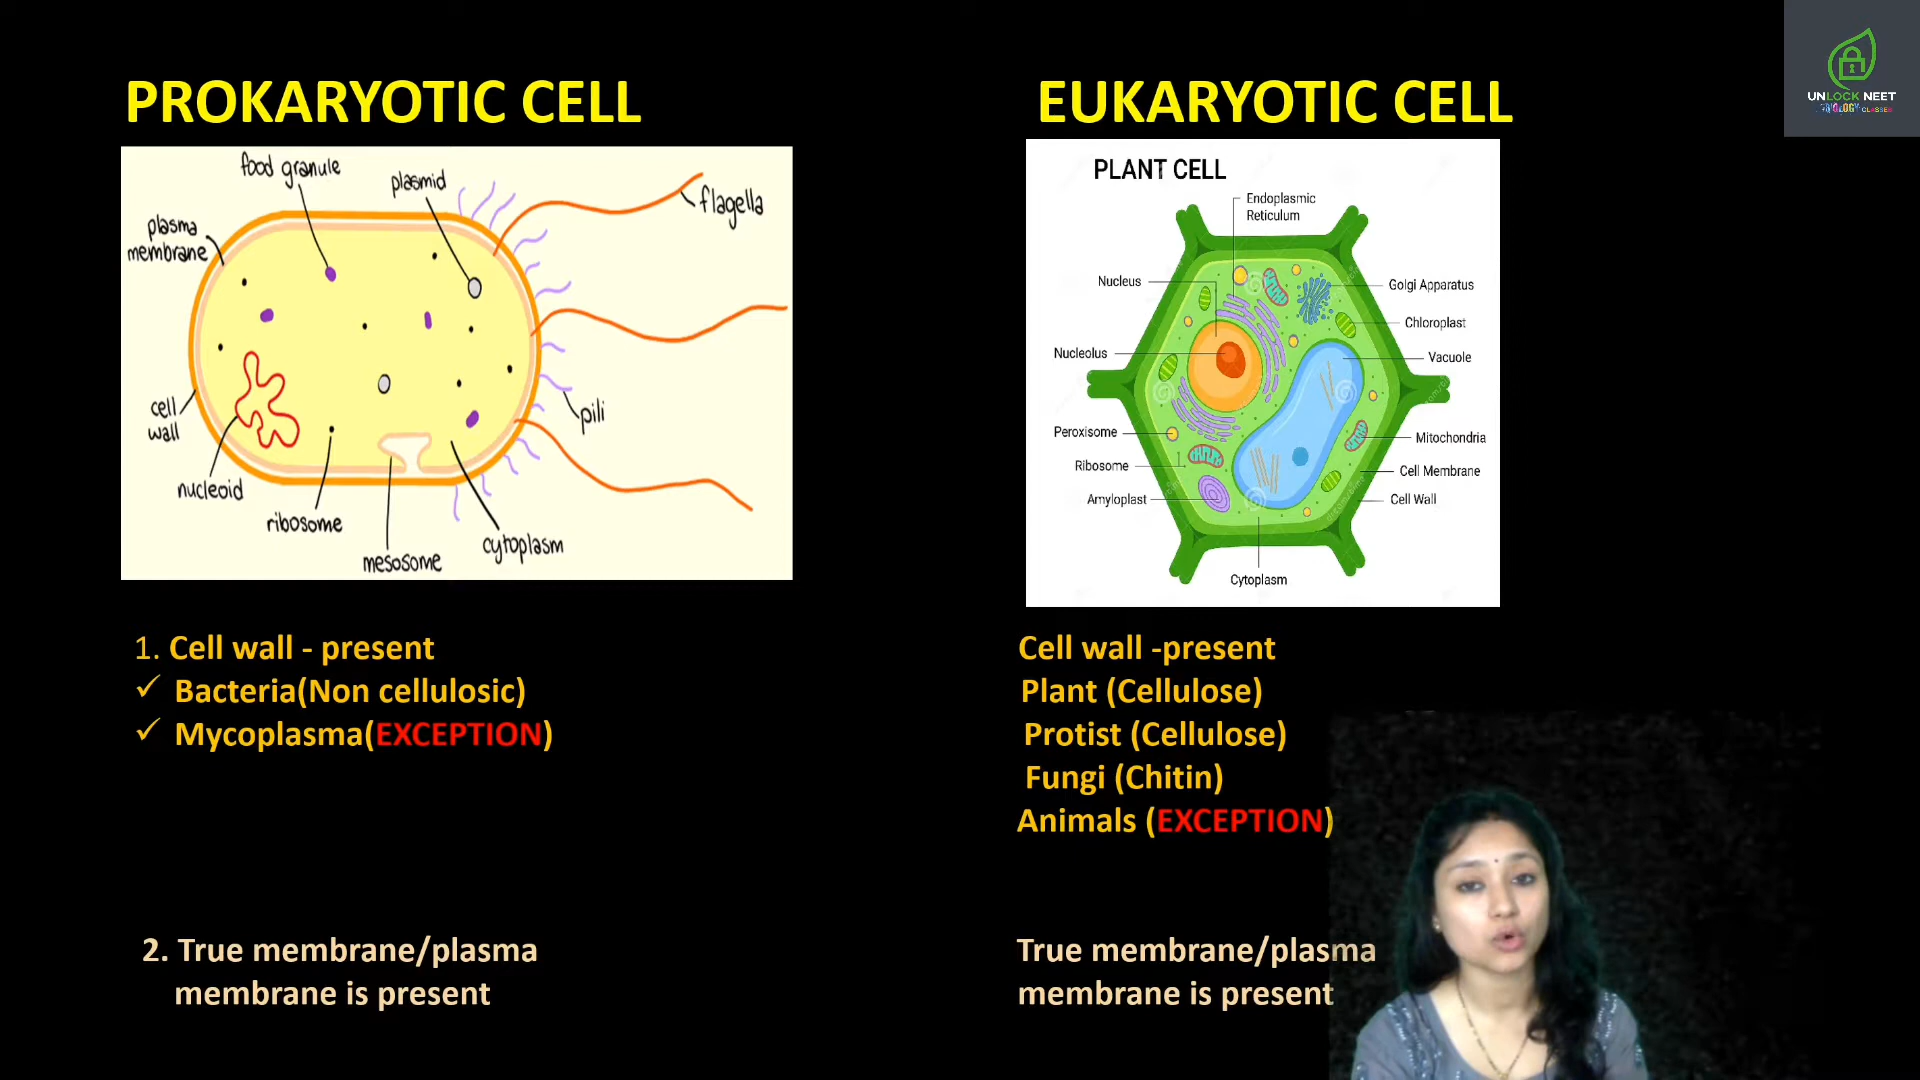 PROKARYOTIC CELL
food granule
plasmid
flagella
plasma
membrane
cell
wall
pili
nucleoid
ribosome
mesosome
cytoplasm
1. Cell wall - present
✓ Bacteria(Non cellulosic)
✓ Mycoplasma(EXCEPTION)
2. True membrane/plasma
membrane is present
EUKARYOTIC CELL
PLANT CELL
Endoplasmic
Reticulum
Nucleus
Golgi Apparatus
Chloroplast
Nucleolus
Vacuole
Peroxisome
Mitochondria
Ribosome
Cell Membrane
Amyloplast
Cell Wall
Cytoplasm
Cell wall -present
Plant (Cellulose)
Protist (Cellulose)
Fungi (Chitin)
Animals (EXCEPTION)
True membrane/plasma
membrane is present
UNLOCK NEET
CLASSES